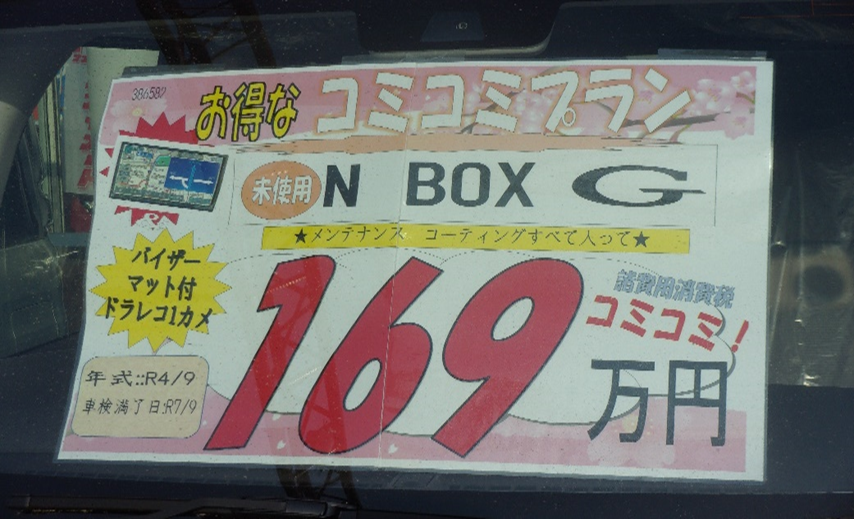 386582
お得な コミコミプラン
未使用 N BOX G
★メンテナンス コーティングすべて入って★
バイザー
マット付
ドラレコ1カメ
169
諸費用消費税
コミコミ!
万円
年式::R4/9
車検満了日:R7/9